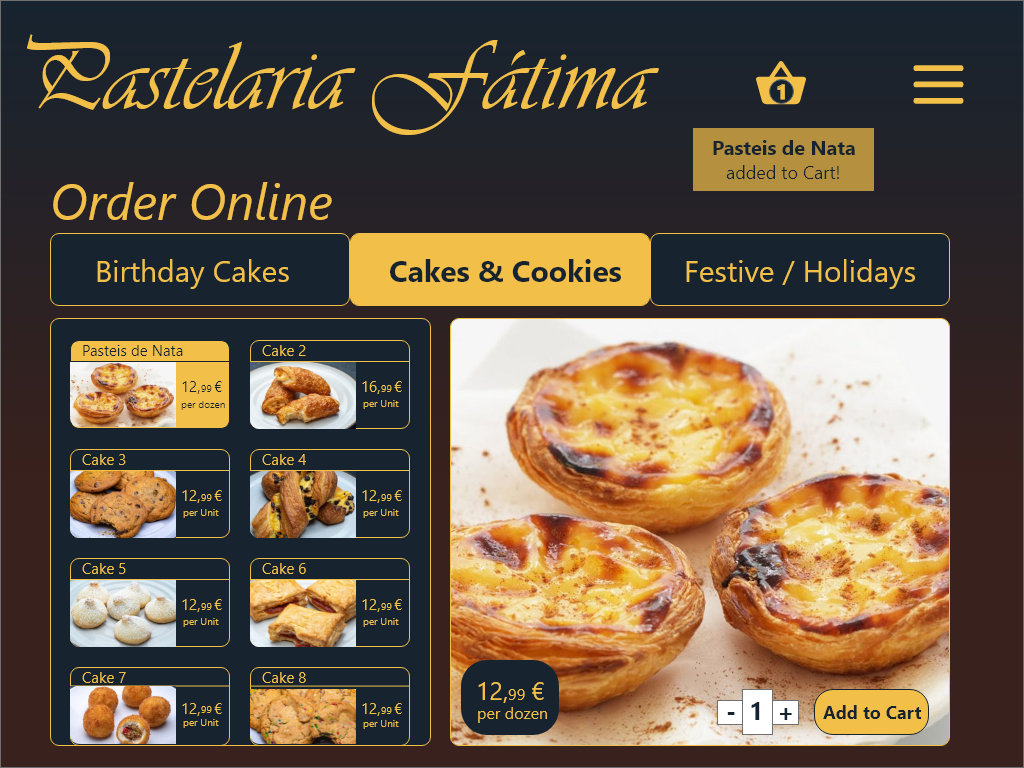 Pastelaria Fátima
1
Pasteis de Nata
added to Cart!
Order Online
Birthday Cakes
Cakes & Cookies
Festive / Holidays
Pasteis de Nata
12,99 €
per dozen
Cake 2
16,99 €
per Unit
Cake 3
12,99 €
per Unit
Cake 4
12,99 €
per Unit
Cake 5
12,99 €
per Unit
Cake 6
12,99 €
per Unit
Cake 7
12,99 €
per Unit
Cake 8
12,99 €
per Unit
12,99 €
per dozen
- 1 +
Add to Cart